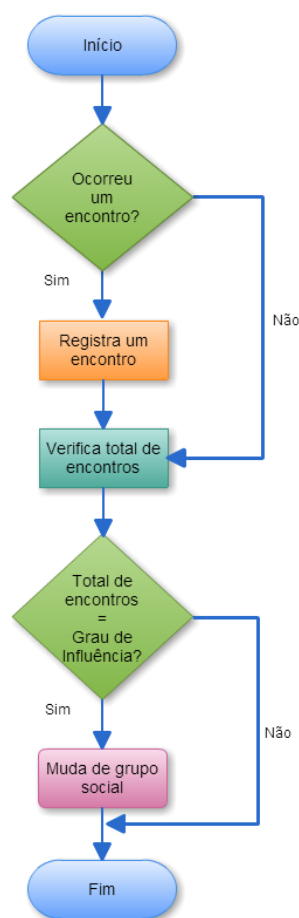 Início
Ocorreu
um
encontro?
Sim
Não
Registra um
encontro
Verifica total de
encontros
Total de
encontros
=
Grau de
Influência?
Sim
Não
Muda de grupo
social
Fim